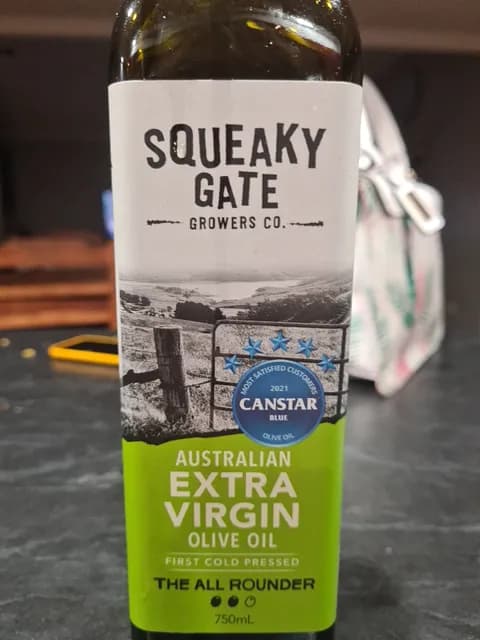 SQUEAKY
GATE
GROWERS CO.
MOST SATISFIED CUSTOMERS
2021
CANSTAR
BLUE
OLIVE OIL
AUSTRALIAN
EXTRA
VIRGIN
OLIVE OIL
FIRST COLD PRESSED
THE ALL ROUNDER
750mL